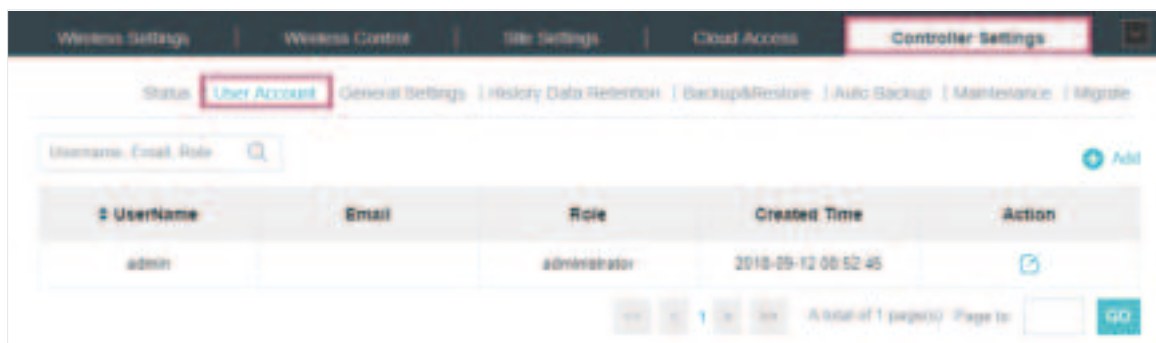 Wireless Settings | Wireless Control | Site Settings | Cloud Access Controller Settings
Status User Account General Settings | History Data Retention | Backup&Restore | Auto Backup | Maintenance | Migrate
Username, Email, Role
Add
UserName Email Role Created Time Action
admin administrator 2018-09-12 08:52:45
<< < 1 > >> A total of 1 page(s) Page to: GO